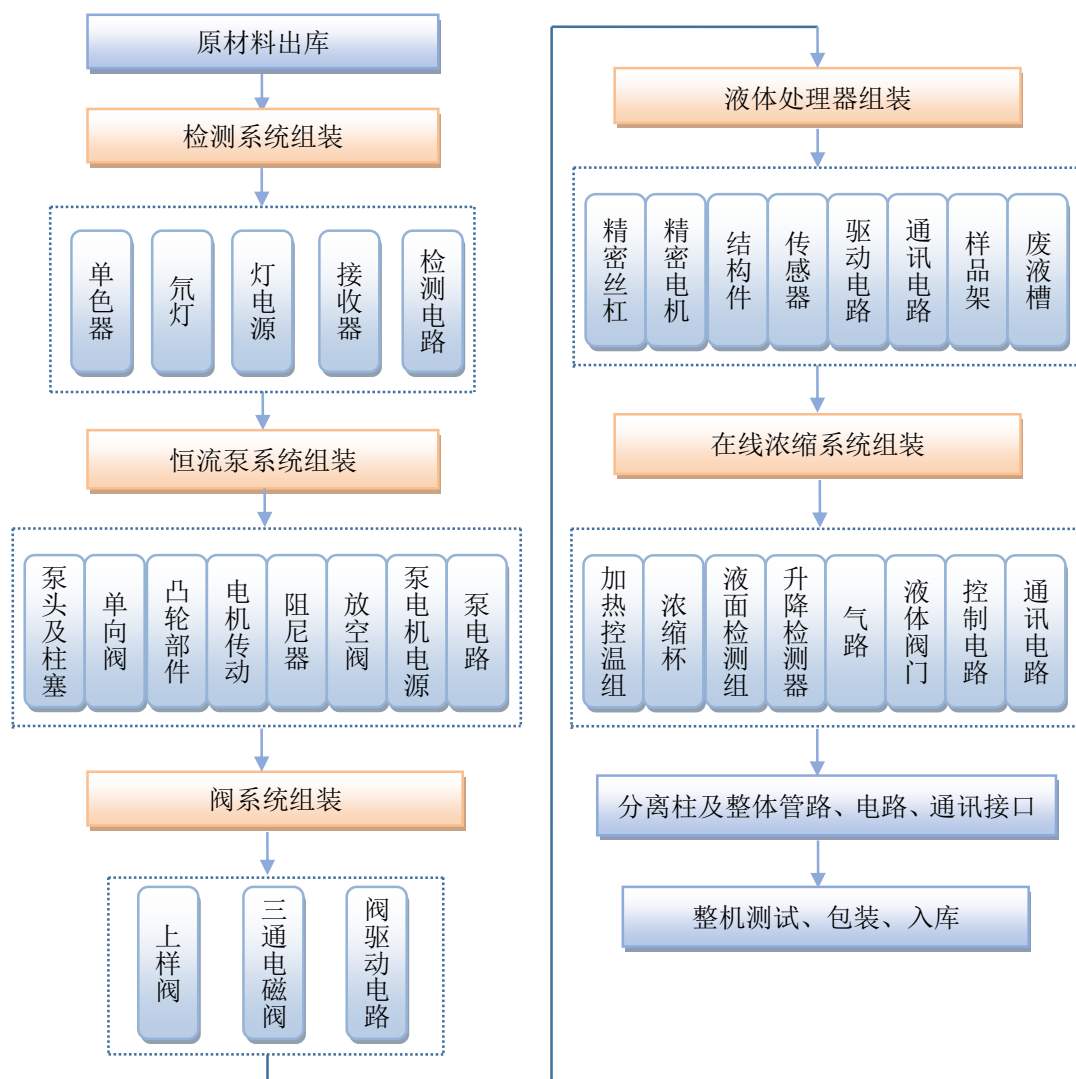 原材料出库
检测系统组装
单色器
氘灯
灯电源
接收器
检测电路
恒流泵系统组装
泵头及柱塞
单向阀
凸轮部件
电机传动
阻尼器
放空阀
泵电机电源
泵电路
阀系统组装
上样阀
三通电磁阀
阀驱动电路
液体处理器组装
精密丝杠
精密电机
结构件
传感器
驱动电路
通讯电路
样品架
废液槽
在线浓缩系统组装
加热控温组
浓缩杯
液面检测组
升降检测器
气路
液体阀门
控制电路
通讯电路
分离柱及整体管路、电路、通讯接口
整机测试、包装、入库